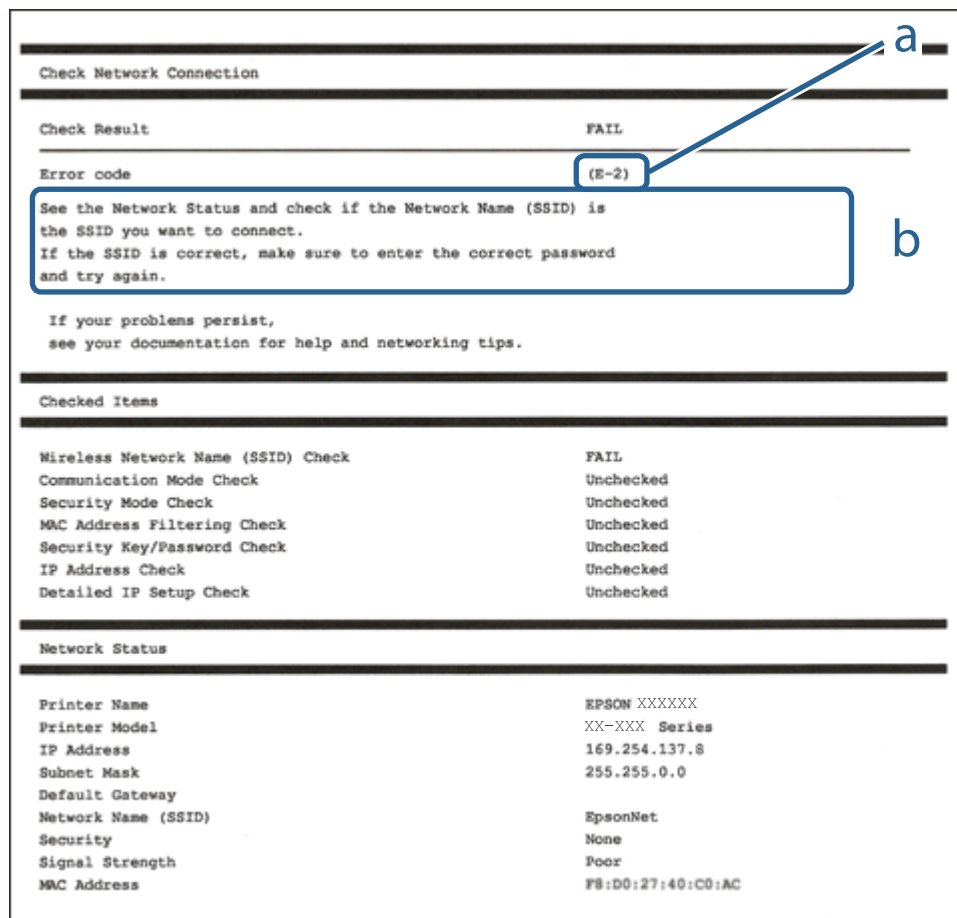 a
Check Network Connection
Check Result FAIL
Error code (E-2)
See the Network Status and check if the Network Name (SSID) is
the SSID you want to connect.
If the SSID is correct, make sure to enter the correct password
and try again.
b
If your problems persist,
see your documentation for help and networking tips.
Checked Items
Wireless Network Name (SSID) Check FAIL
Communication Mode Check Unchecked
Security Mode Check Unchecked
MAC Address Filtering Check Unchecked
Security Key/Password Check Unchecked
IP Address Check Unchecked
Detailed IP Setup Check Unchecked
Network Status
Printer Name EPSON XXXXXX
Printer Model XX-XXX Series
IP Address 169.254.137.8
Subnet Mask 255.255.0.0
Default Gateway
Network Name (SSID) EpsonNet
Security None
Signal Strength Poor
MAC Address F8:D0:27:40:C0:AC